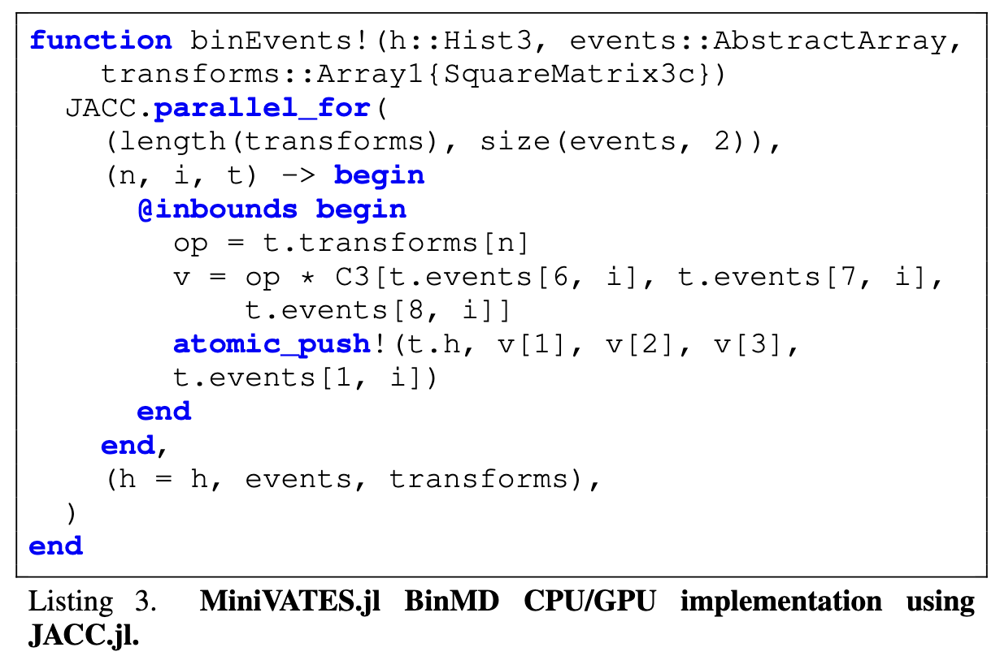 function binEvents!(h::Hist3, events::AbstractArray,
    transforms::Array1{SquareMatrix3c})
  JACC.parallel_for(
    (length(transforms), size(events, 2)),
    (n, i, t) -> begin
      @inbounds begin
        op = t.transforms[n]
        v = op * C3[t.events[6, i], t.events[7, i],
            t.events[8, i]]
        atomic_push!(t.h, v[1], v[2], v[3],
        t.events[1, i])
      end
    end,
    (h = h, events, transforms),
  )
end
Listing 3. MiniVATES.jl BinMD CPU/GPU implementation using
JACC.jl.